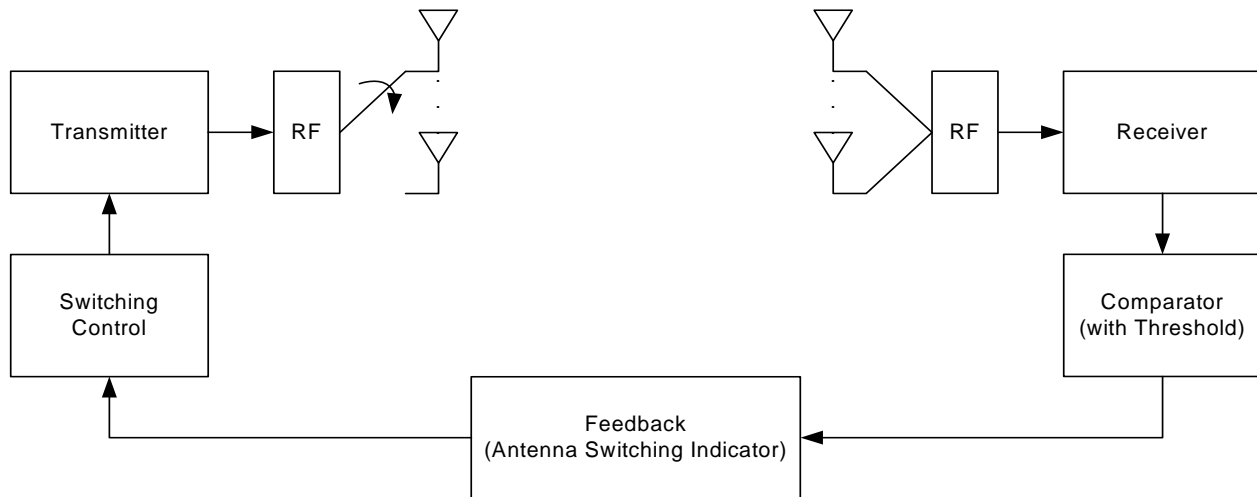 Transmitter
RF
RF
Receiver
Switching
Control
Comparator
(with Threshold)
Feedback
(Antenna Switching Indicator)